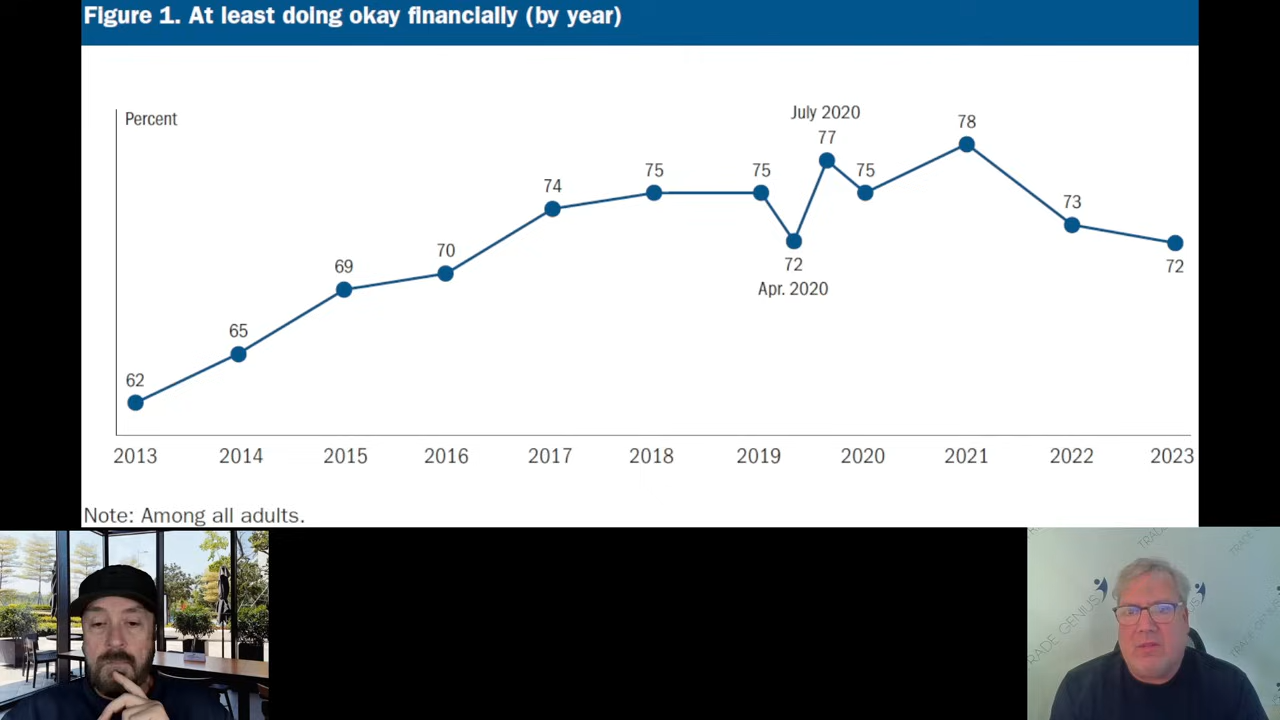 Figure 1. At least doing okay financially (by year)
Percent
July 2020
77
78
75
75
75
74
73
72
Apr. 2020
72
70
69
65
62
2013 2014 2015 2016 2017 2018 2019 2020 2021 2022 2023
Note: Among all adults.
TRADE GENIUS